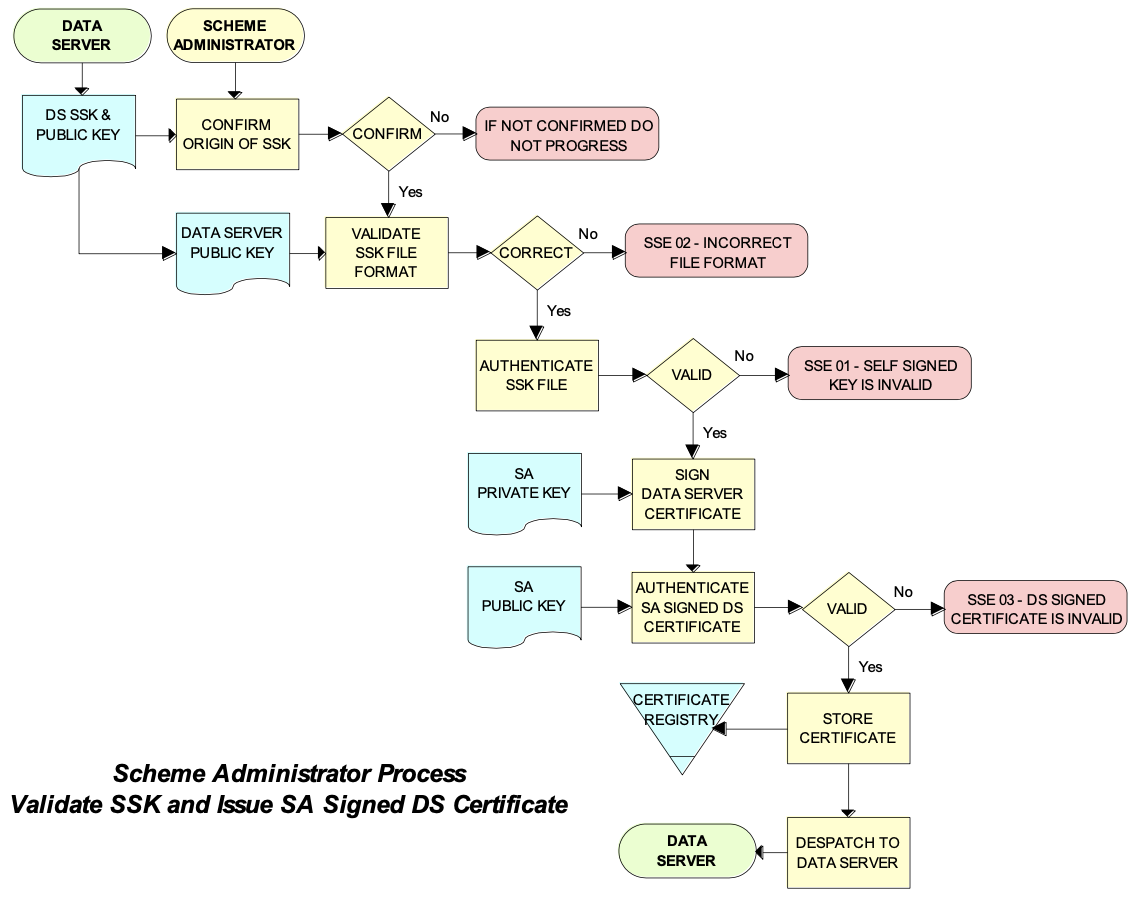 DATA
SERVER
SCHEME
ADMINISTRATOR
DS SSK &
PUBLIC KEY
CONFIRM
ORIGIN OF SSK
CONFIRM
No
IF NOT CONFIRMED DO
NOT PROGRESS
Yes
DATA SERVER
PUBLIC KEY
VALIDATE
SSK FILE
FORMAT
CORRECT
No
SSE 02 - INCORRECT
FILE FORMAT
Yes
AUTHENTICATE
SSK FILE
VALID
No
SSE 01 - SELF SIGNED
KEY IS INVALID
Yes
SA
PRIVATE KEY
SIGN
DATA SERVER
CERTIFICATE
SA
PUBLIC KEY
AUTHENTICATE
SA SIGNED DS
CERTIFICATE
VALID
No
SSE 03 - DS SIGNED
CERTIFICATE IS INVALID
Yes
CERTIFICATE
REGISTRY
STORE
CERTIFICATE
Scheme Administrator Process
Validate SSK and Issue SA Signed DS Certificate
DATA
SERVER
DESPATCH TO
DATA SERVER